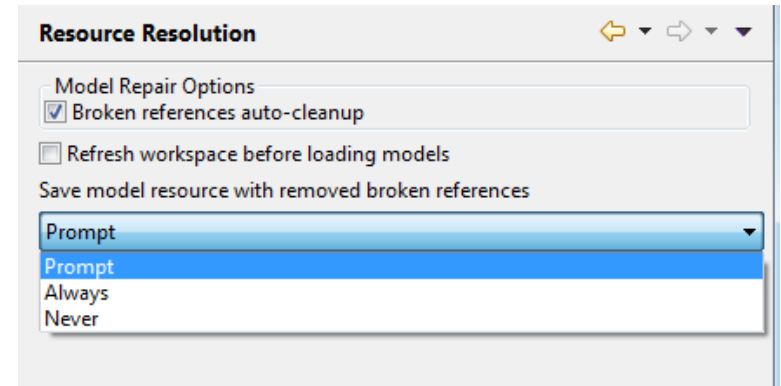 Resource Resolution
Model Repair Options
Broken references auto-cleanup
Refresh workspace before loading models
Save model resource with removed broken references
Prompt
Prompt
Always
Never